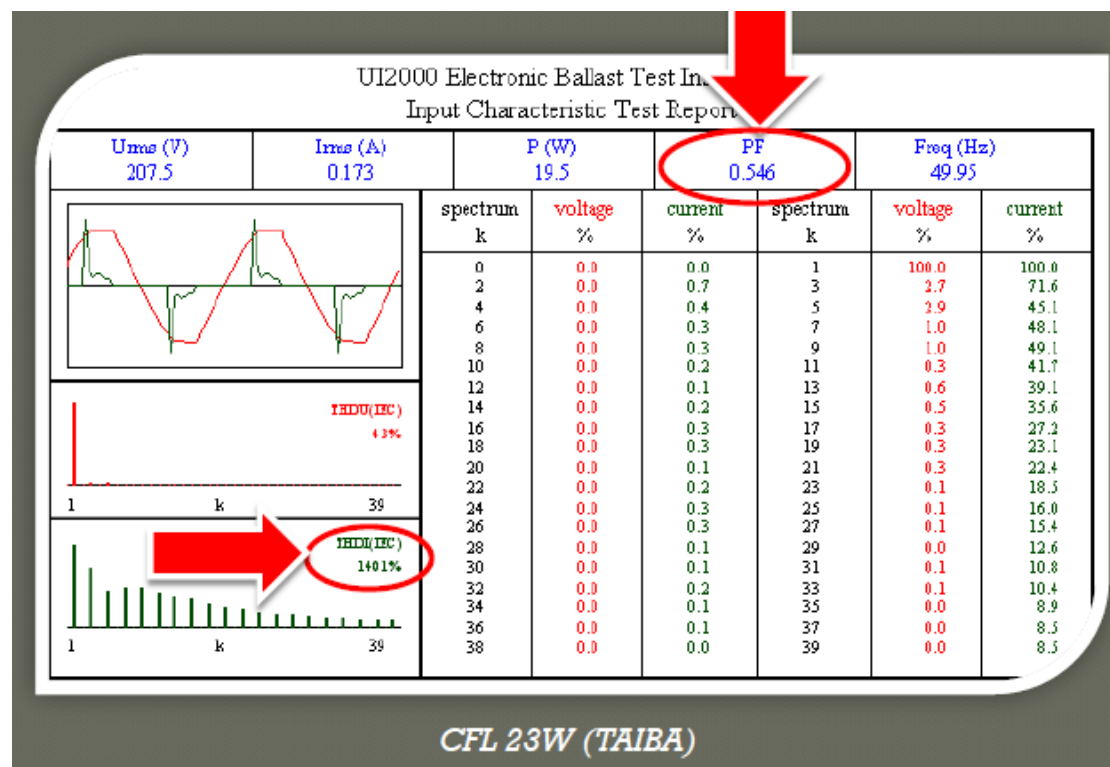 UI2000 Electronic Ballast Test In
Input Characteristic Test Report
Urms (V) Irms (A) P (W) PF Freq (Hz)
207.5 0.173 19.5 0.546 49.95
spectrum voltage current spectrum voltage current
k % % k % %
0 0.0 0.0 1 100.0 100.0
2 0.0 0.7 3 2.7 71.6
4 0.0 0.4 5 2.9 45.1
6 0.0 0.3 7 1.0 48.1
8 0.0 0.3 9 1.0 49.1
10 0.0 0.2 11 0.3 41.7
12 0.0 0.1 13 0.6 39.1
14 0.0 0.2 15 0.5 35.6
16 0.0 0.3 17 0.3 27.2
18 0.0 0.3 19 0.3 23.1
20 0.0 0.1 21 0.3 22.4
22 0.0 0.2 23 0.1 18.5
24 0.0 0.3 25 0.1 16.0
26 0.0 0.3 27 0.1 15.4
28 0.0 0.1 29 0.0 12.6
30 0.0 0.1 31 0.1 10.8
32 0.0 0.2 33 0.1 10.4
34 0.0 0.1 35 0.0 8.9
36 0.0 0.1 37 0.0 8.5
38 0.0 0.0 39 0.0 8.5
THDU(IEC)
4.3%
1 k 39
THDI(IEC)
140.1%
1 k 39
CFL 23W (TAIBA)